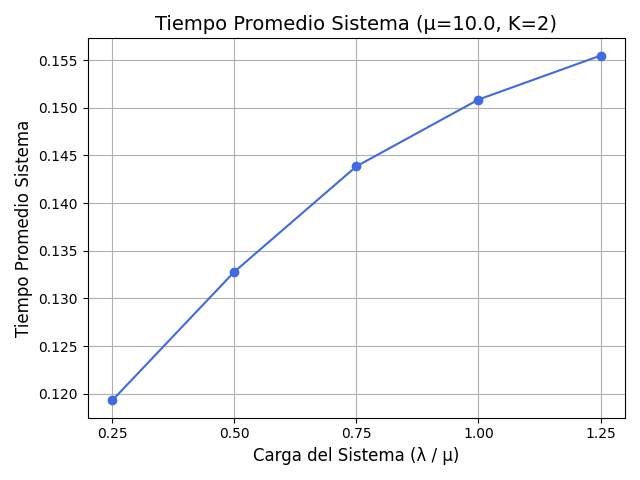 Tiempo Promedio Sistema (μ=10.0, K=2)
Tiempo Promedio Sistema
0.155
0.150
0.145
0.140
0.135
0.130
0.125
0.120
0.25 0.50 0.75 1.00 1.25
Carga del Sistema (λ / μ)